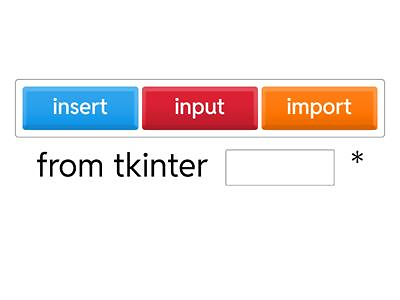 insert input import
from tkinter *